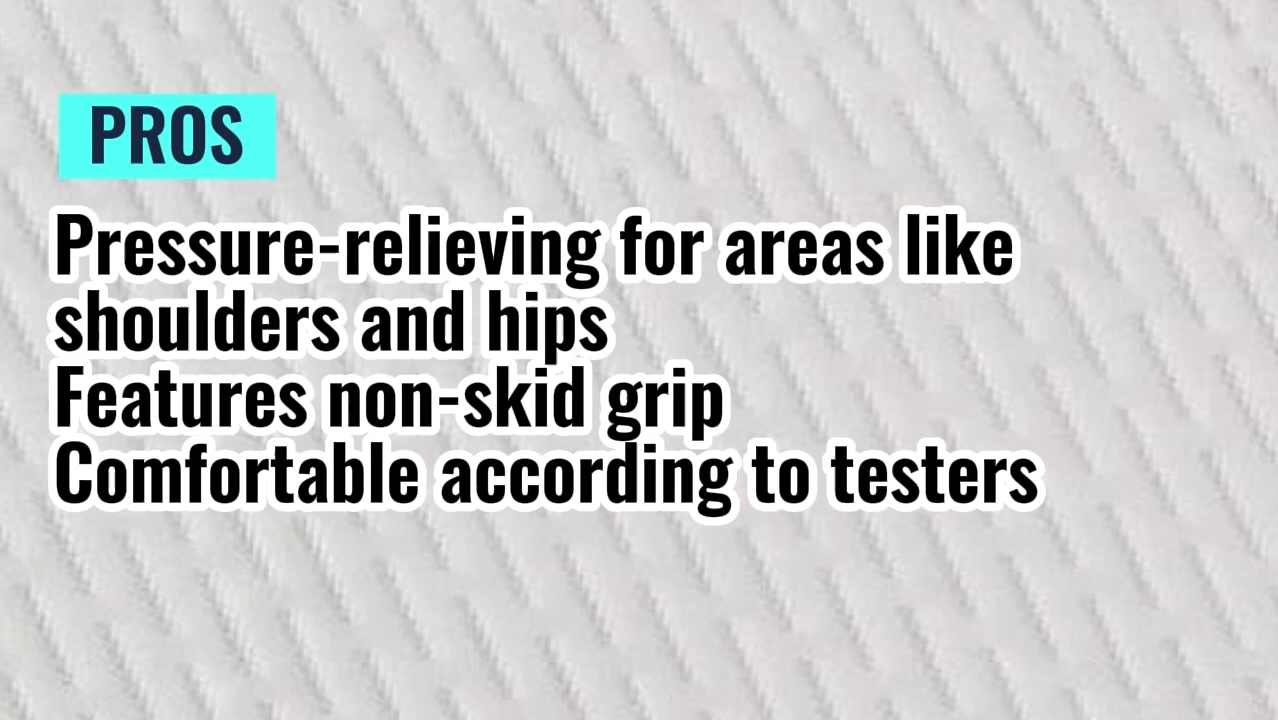 PROS
Pressure-relieving for areas like
shoulders and hips
Features non-skid grip
Comfortable according to testers